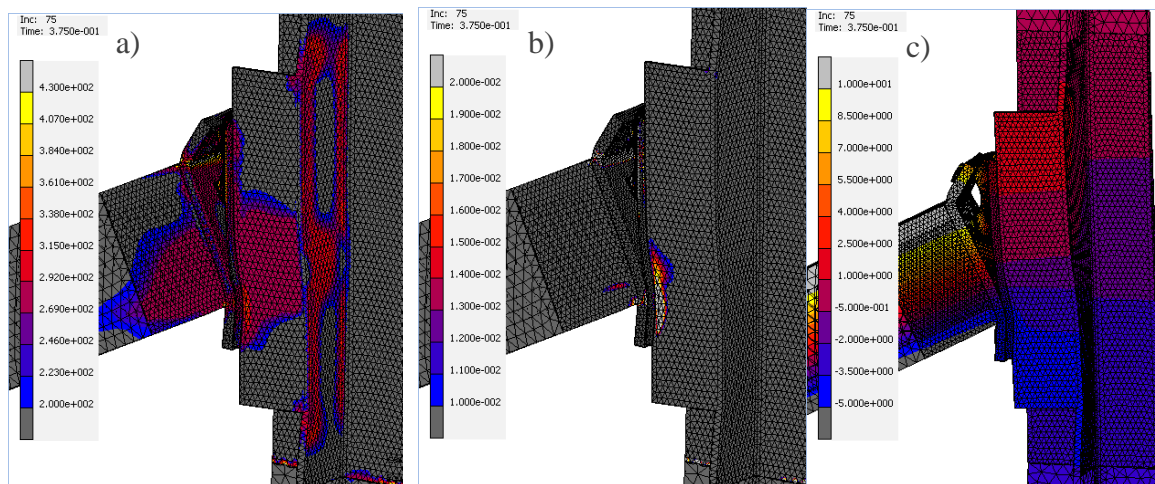 Inc: 75
Time: 3.750e-001
a)
4.300e+002
4.070e+002
3.840e+002
3.610e+002
3.380e+002
3.150e+002
2.920e+002
2.690e+002
2.460e+002
2.230e+002
2.000e+002
Inc: 75
Time: 3.750e-001
b)
2.000e-002
1.900e-002
1.800e-002
1.700e-002
1.600e-002
1.500e-002
1.400e-002
1.300e-002
1.200e-002
1.100e-002
1.000e-002
Inc: 75
Time: 3.750e-001
c)
1.000e+001
8.500e+000
7.000e+000
5.500e+000
4.000e+000
2.500e+000
1.000e+000
-5.000e-001
-2.000e+000
-3.500e+000
-5.000e+000